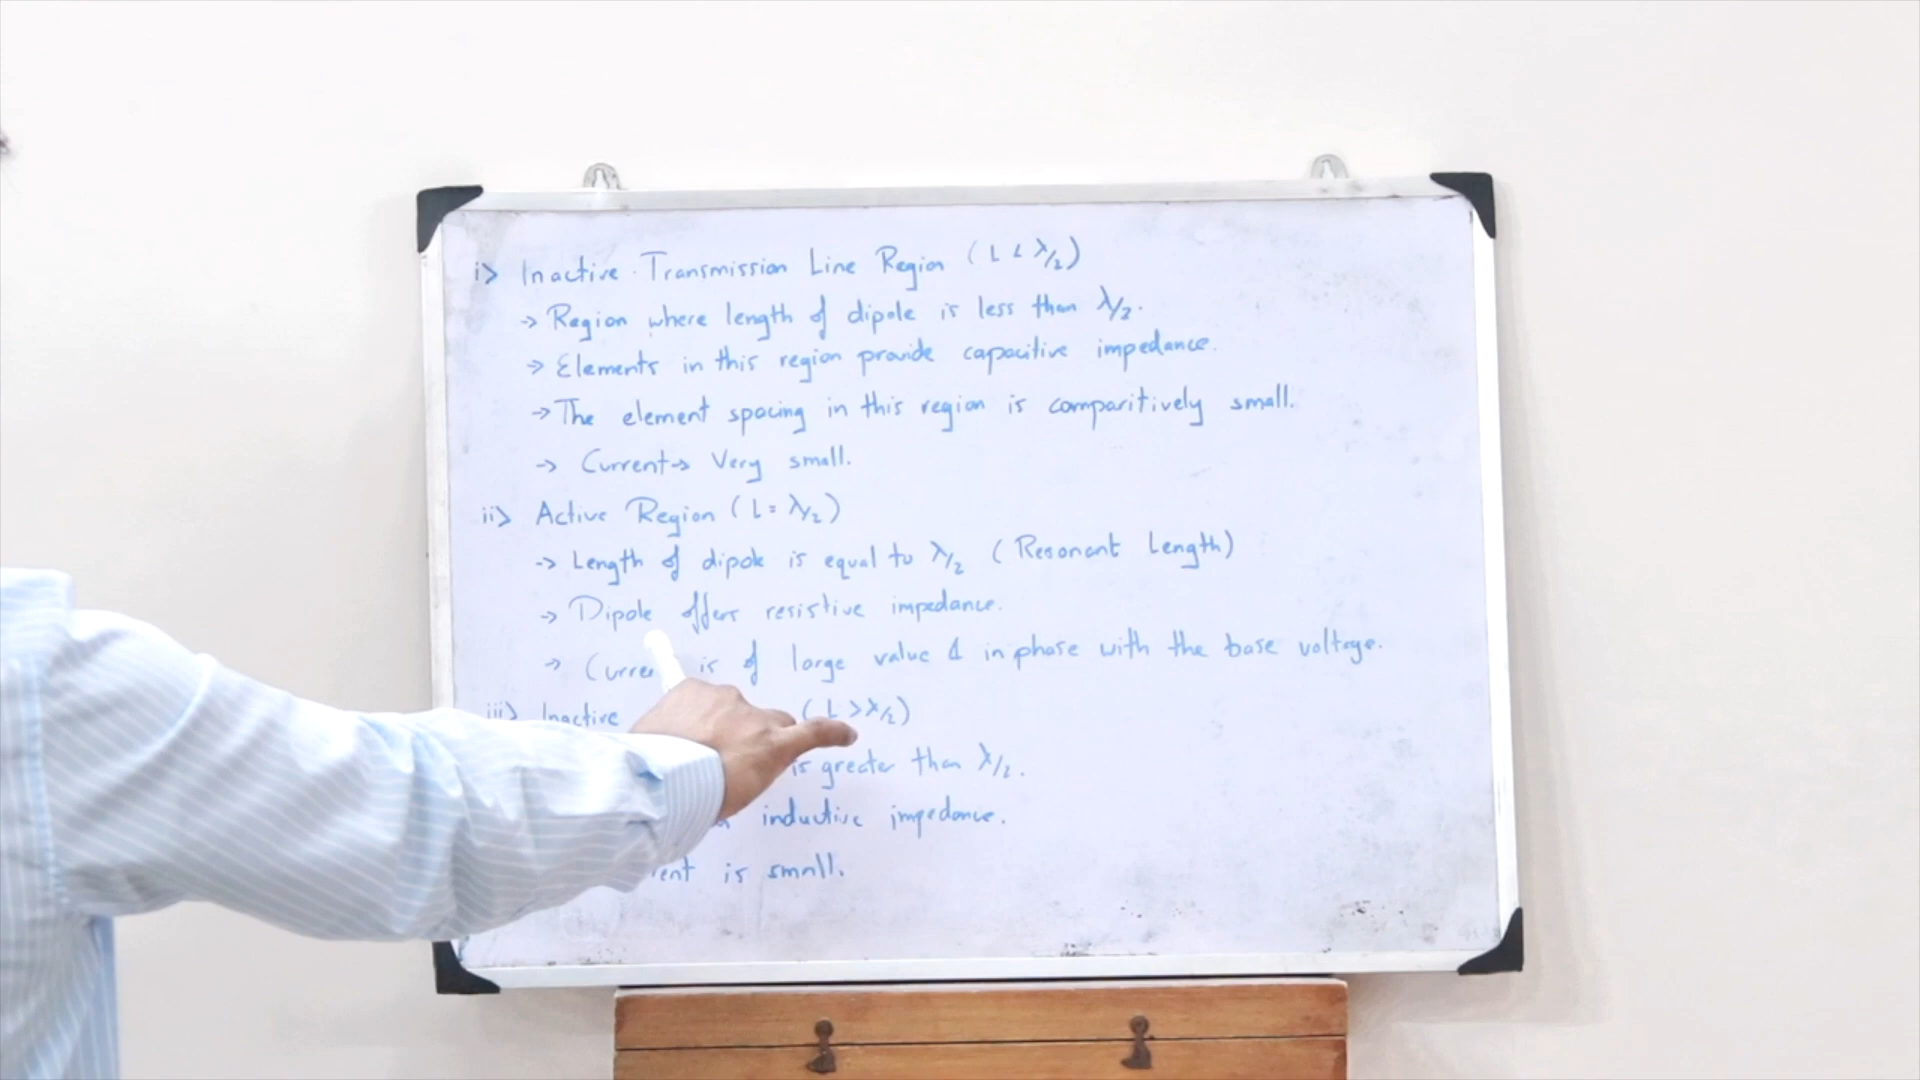 i> Inactive Transmission Line Region (L < λ/2)
→ Region where length of dipole is less than λ/2.
→ Elements in this region provide capacitive impedance.
→ The element spacing in this region is comparitively small.
→ Current → Very small.
ii> Active Region (L = λ/2)
→ Length of dipole is equal to λ/2 (Resonant Length)
→ Dipole offers resistive impedance.
→ is of large value & in phase with the base voltage.
iii> Inactive (L > λ/2)
is greater than λ/2.
inductive impedance.
is small.